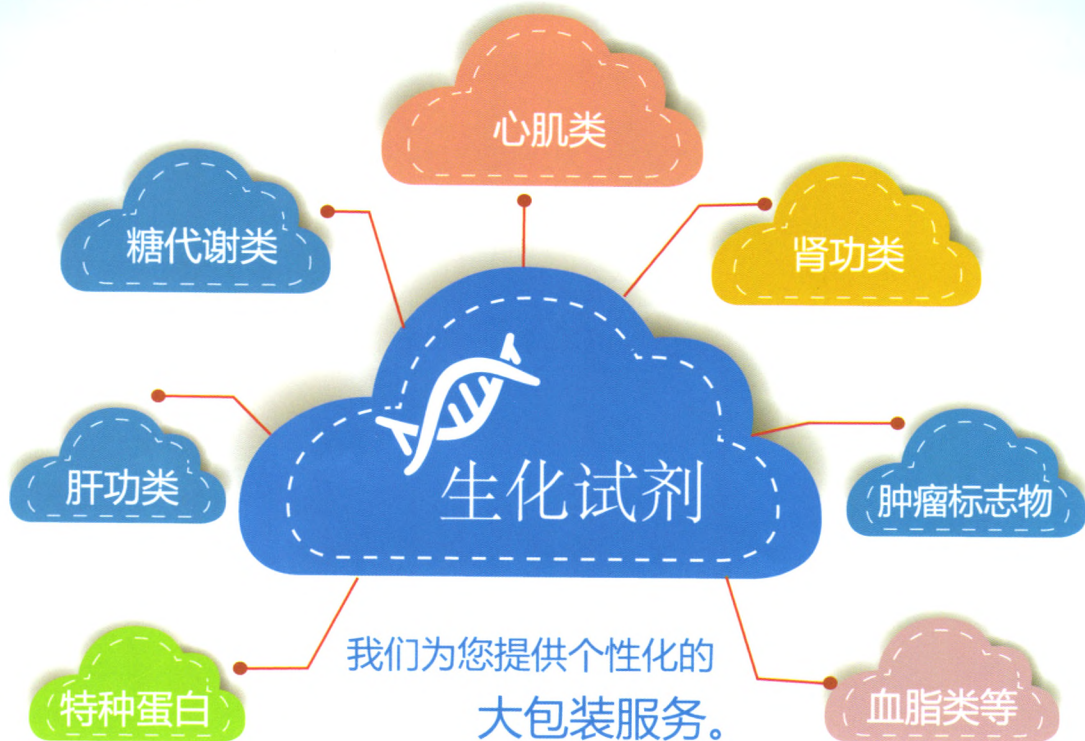 心肌类
糖代谢类
肾功类
肝功类
生化试剂
肿瘤标志物
特种蛋白
我们为您提供个性化的
大包装服务。
血脂类等